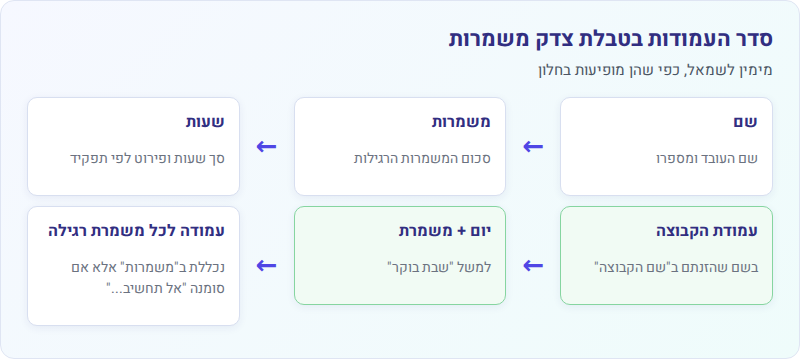 סדר העמודות בטבלת צדק משמרות
מימין לשמאל, כפי שהן מופיעות בחלון
שם
שם העובד ומספרו
←
משמרות
סכום המשמרות הרגילות
←
שעות
סך שעות ופירוט לפי תפקיד
עמודת הקבוצה
בשם שהזנתם ב"שם הקבוצה"
←
יום + משמרת
למשל "שבת בוקר"
←
עמודה לכל משמרת רגילה
נכללת ב"משמרות" אלא אם
סומנה "אל תחשיב..."